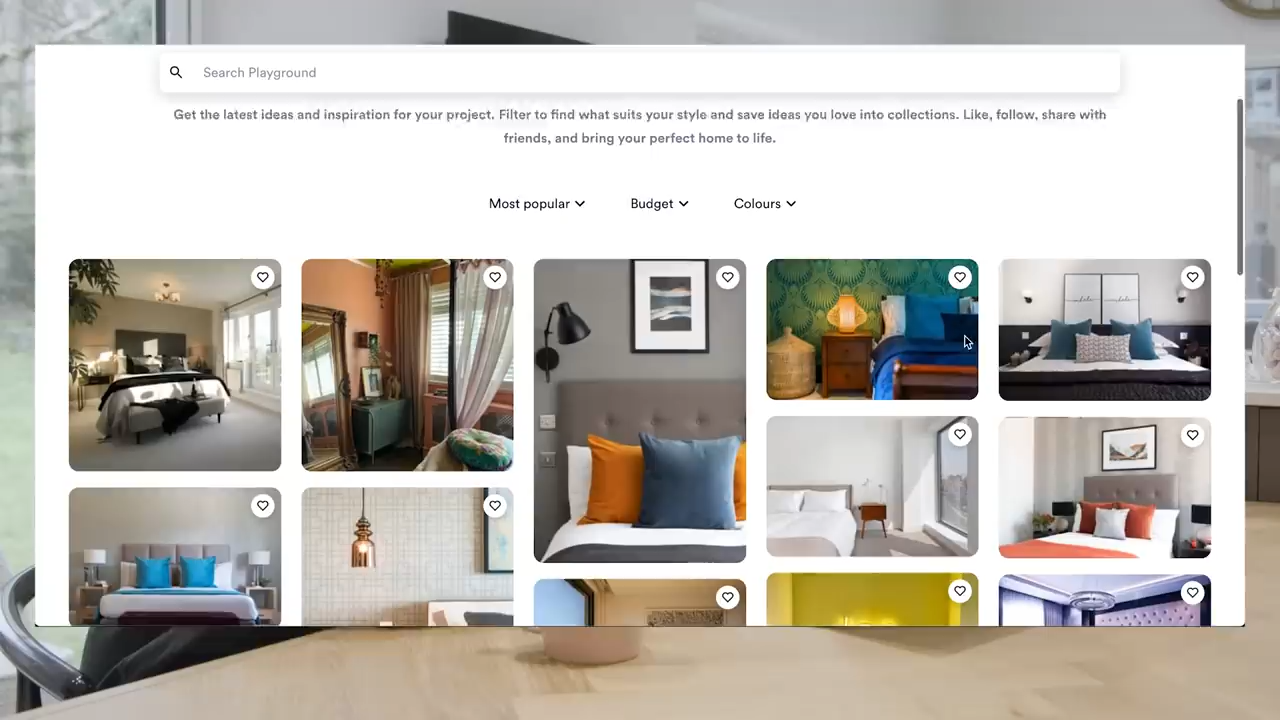 Search Playground
Get the latest ideas and inspiration for your project. Filter to find what suits your style and save ideas you love into collections. Like, follow, share with
friends, and bring your perfect home to life.
Most popular Budget Colours